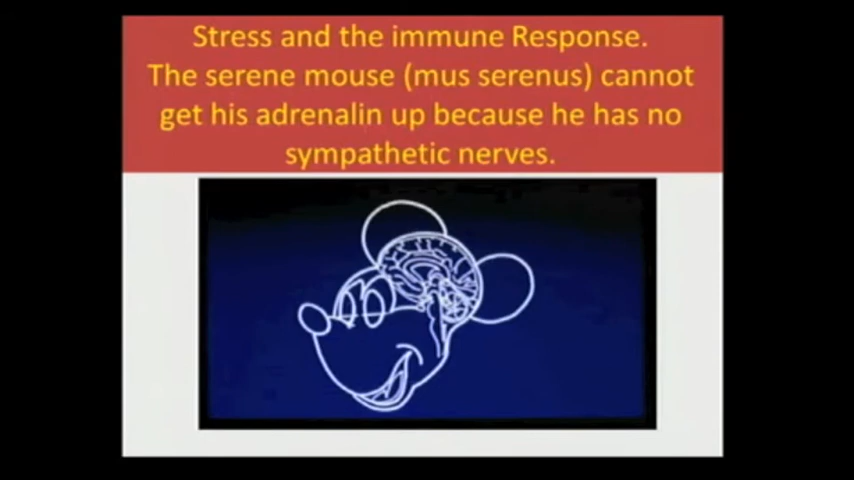 Stress and the immune Response.
The serene mouse (mus serenus) cannot
get his adrenalin up because he has no
sympathetic nerves.